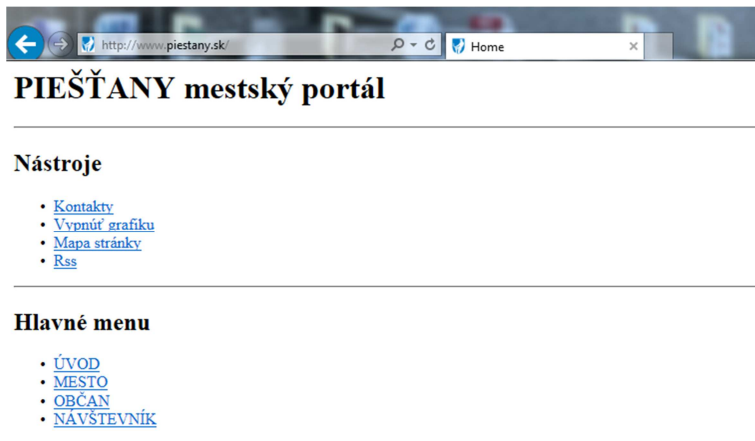 http://www.piestany.sk/
Home
PIEŠŤANY mestský portál
Nástroje
Kontakty
Vypnúť grafiku
Mapa stránky
Rss
Hlavné menu
ÚVOD
MESTO
OBČAN
NÁVŠTEVNÍK